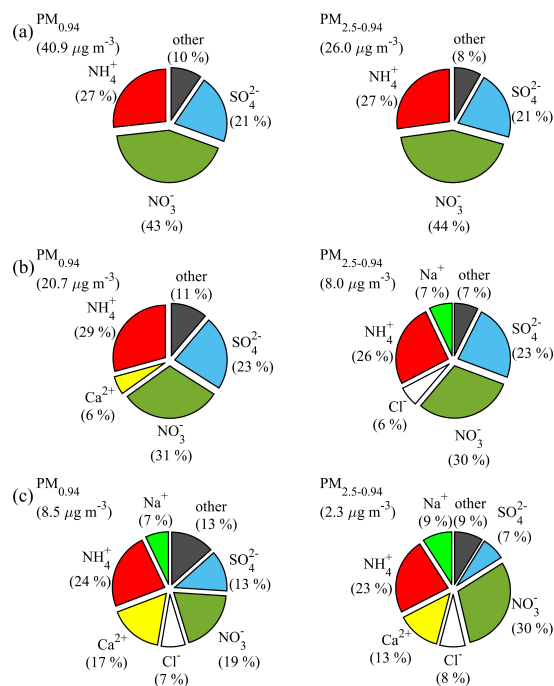 (a)
PM0.94
(40.9 μg m-3)
other
(10 %)
NH4+
(27 %)
SO42-
(21 %)
NO3-
(43 %)
PM2.5-0.94
(26.0 μg m-3)
other
(8 %)
NH4+
(27 %)
SO42-
(21 %)
NO3-
(44 %)
(b)
PM0.94
(20.7 μg m-3)
other
(11 %)
NH4+
(29 %)
SO42-
(23 %)
Ca2+
(6 %)
NO3-
(31 %)
PM2.5-0.94
(8.0 μg m-3)
Na+
(7 %)
other
(7 %)
NH4+
(26 %)
SO42-
(23 %)
Cl-
(6 %)
NO3-
(30 %)
(c)
PM0.94
(8.5 μg m-3)
Na+
(7 %)
other
(13 %)
NH4+
(24 %)
SO42-
(13 %)
Ca2+
(17 %)
Cl-
(7 %)
NO3-
(19 %)
PM2.5-0.94
(2.3 μg m-3)
Na+
(9 %)
other
(9 %)
SO42-
(7 %)
NH4+
(23 %)
NO3-
(30 %)
Ca2+
(13 %)
Cl-
(8 %)